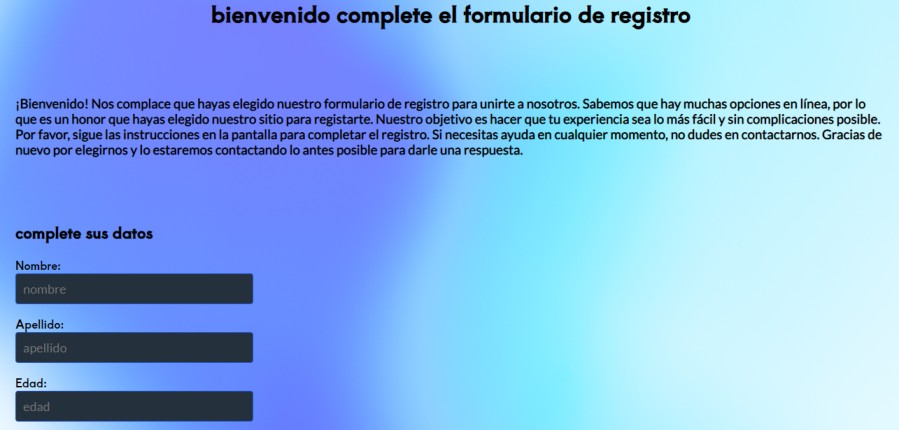 bienvenido complete el formulario de registro
¡Bienvenido! Nos complace que hayas elegido nuestro formulario de registro para unirte a nosotros. Sabemos que hay muchas opciones en línea, por lo
que es un honor que hayas elegido nuestro sitio para registarte. Nuestro objetivo es hacer que tu experiencia sea lo más fácil y sin complicaciones posible.
Por favor, sigue las instrucciones en la pantalla para completar el registro. Si necesitas ayuda en cualquier momento, no dudes en contactarnos. Gracias de
nuevo por elegirnos y lo estaremos contactando lo antes posible para darle una respuesta.
complete sus datos
Nombre:
nombre
Apellido:
apellido
Edad:
edad